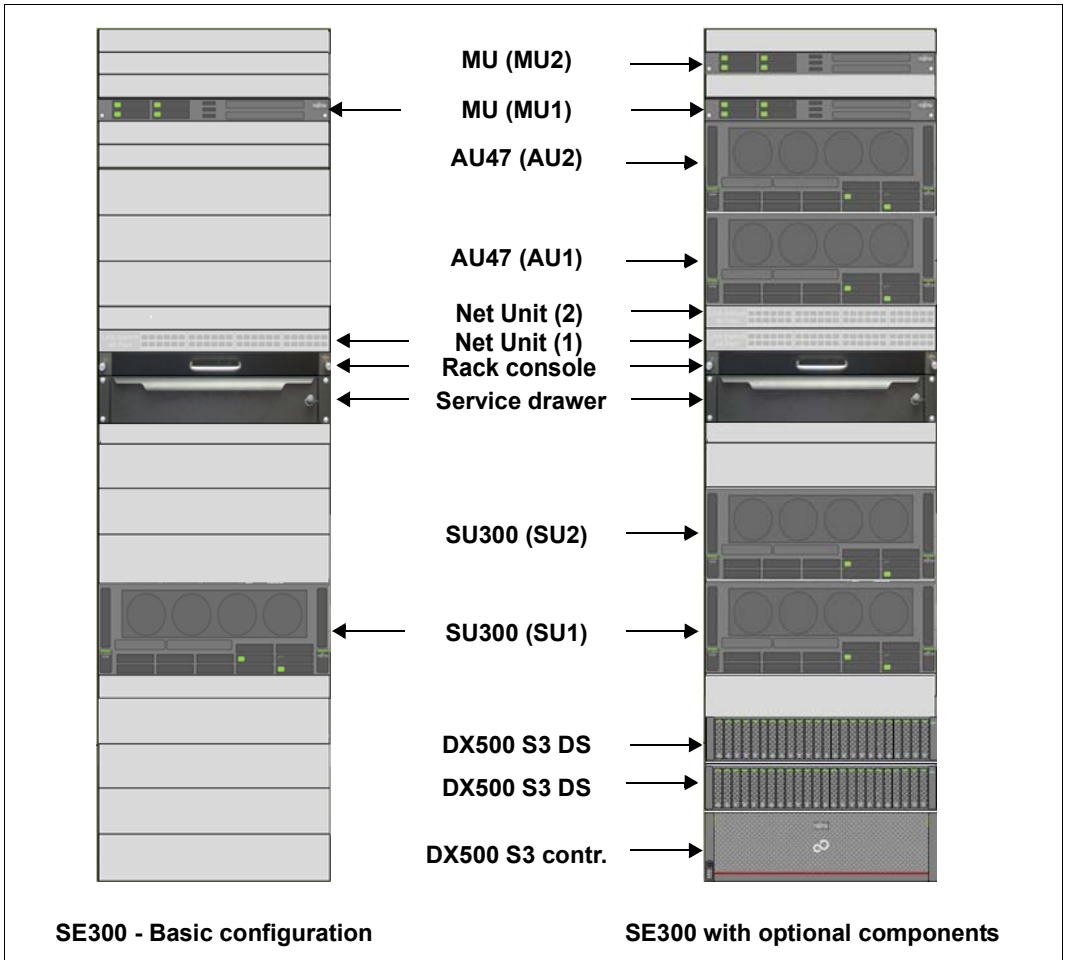 MU (MU2)
MU (MU1)
AU47 (AU2)
AU47 (AU1)
Net Unit (2)
Net Unit (1)
Rack console
Service drawer
SU300 (SU2)
SU300 (SU1)
DX500 S3 DS
DX500 S3 DS
DX500 S3 contr.
SE300 - Basic configuration
SE300 with optional components